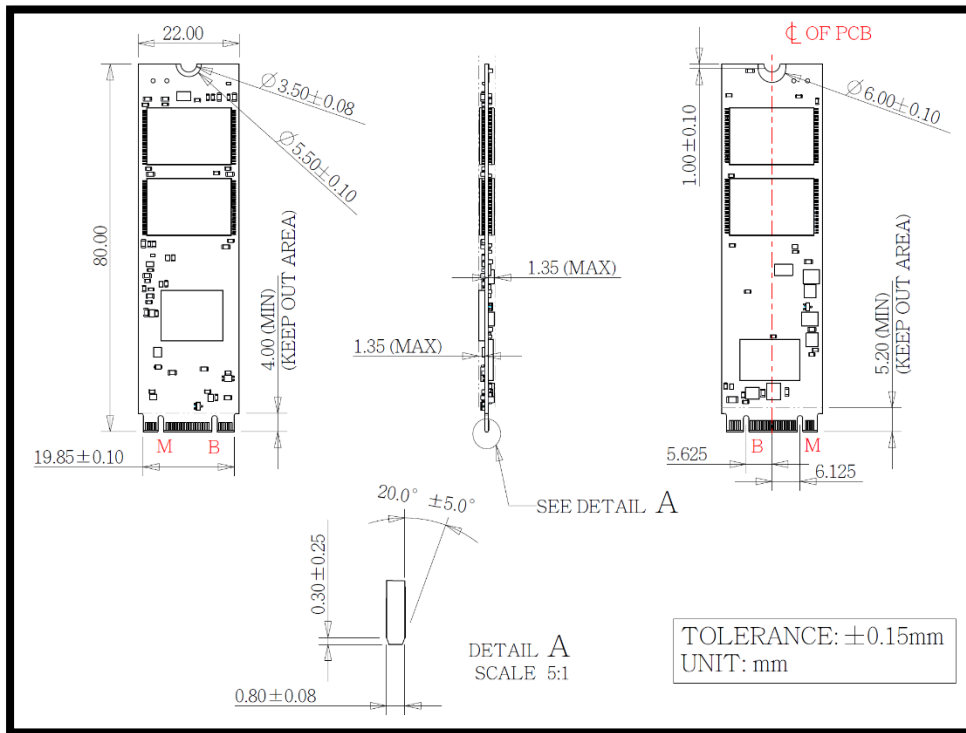 22.00
∅3.50±0.08
∅5.50±0.10
80.00
4.00 (MIN)
(KEEP OUT AREA)
M B
19.85±0.10
1.35 (MAX)
1.35 (MAX)
SEE DETAIL A
℄ OF PCB
∅6.00±0.10
1.00±0.10
5.20 (MIN)
(KEEP OUT AREA)
B M
5.625
6.125
20.0° ±5.0°
0.30±0.25
0.80±0.08
DETAIL A
SCALE 5:1
TOLERANCE: ±0.15mm
UNIT: mm